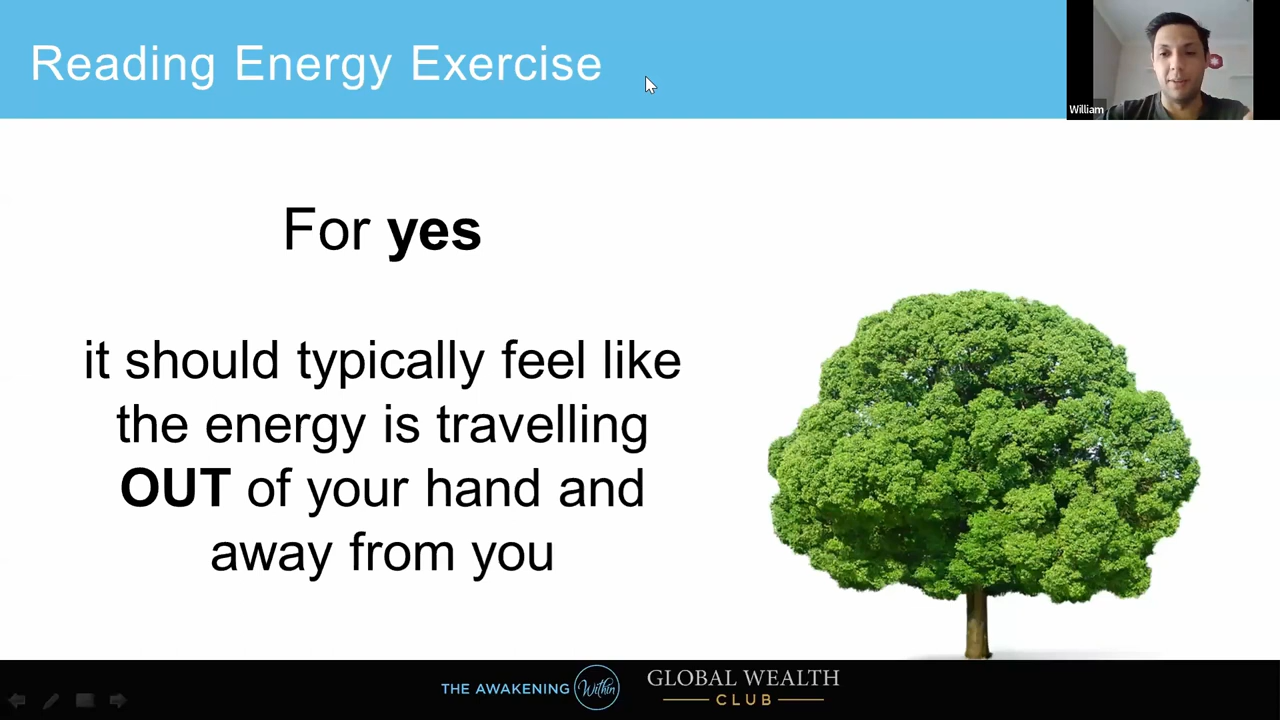 Reading Energy Exercise
William
For yes
it should typically feel like
the energy is travelling
OUT of your hand and
away from you
THE AWAKENING Within
GLOBAL WEALTH
CLUB